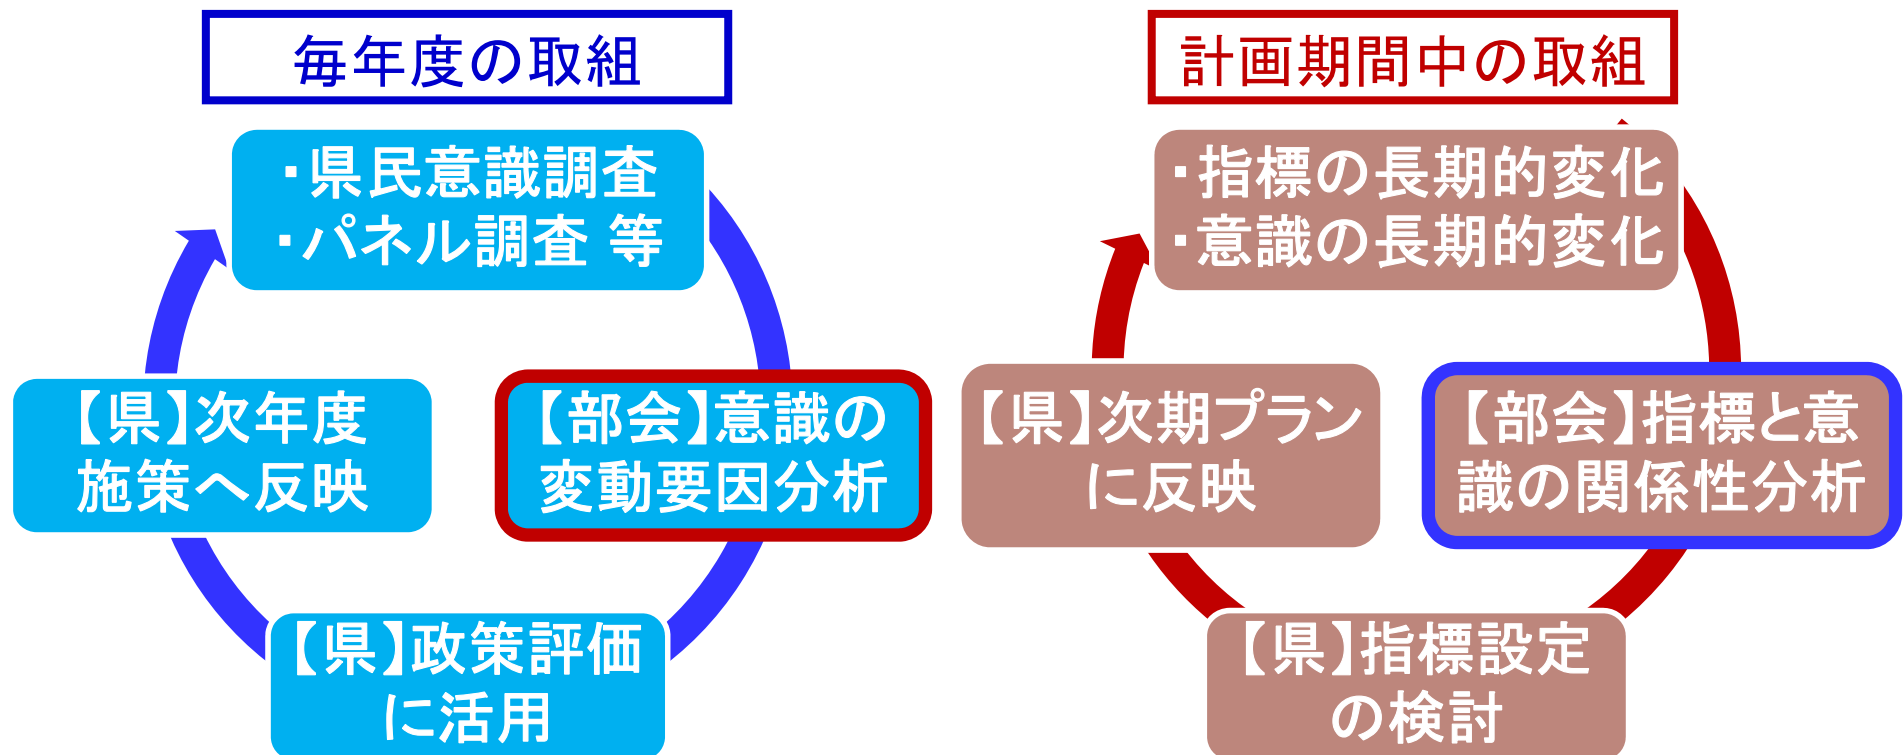 毎年度の取組
・県民意識調査
・パネル調査 等
【部会】意識の
変動要因分析
【県】政策評価
に活用
【県】次年度
施策へ反映
計画期間中の取組
・指標の長期的変化
・意識の長期的変化
【部会】指標と意
識の関係性分析
【県】指標設定
の検討
【県】次期プラン
に反映